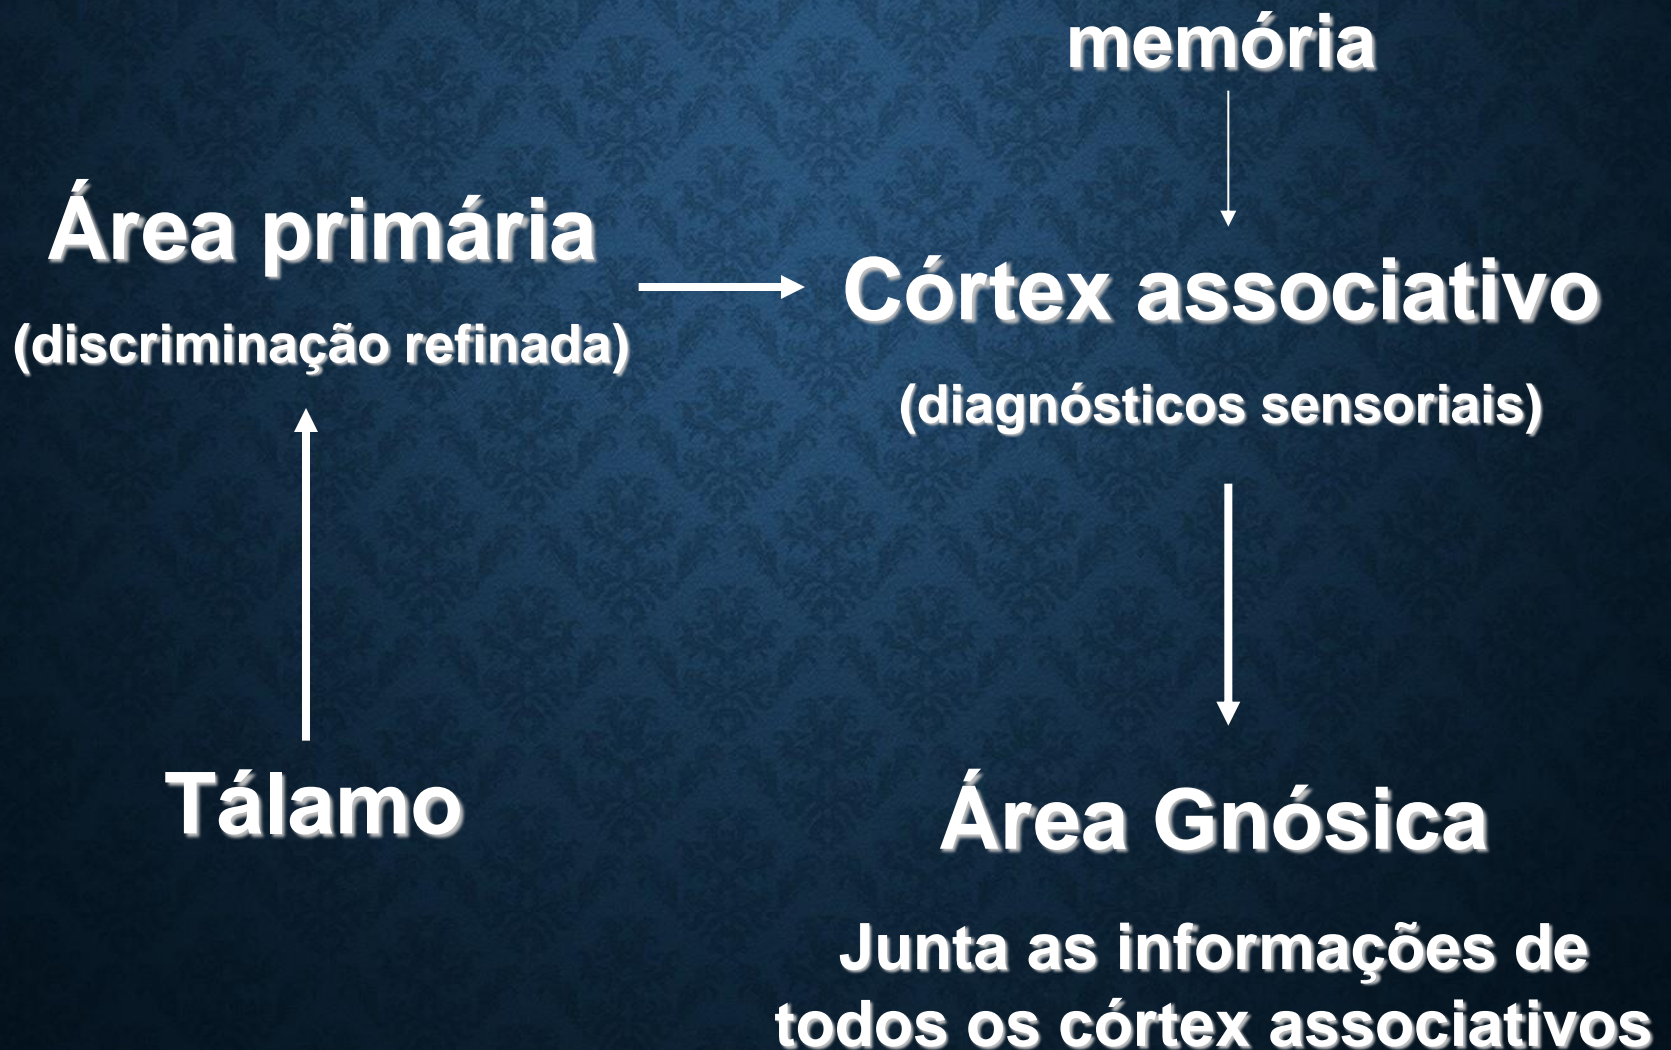 memória
Área primária
(discriminação refinada)
Córtex associativo
(diagnósticos sensoriais)
Tálamo
Área Gnósica
Junta as informações de
todos os córtex associativos